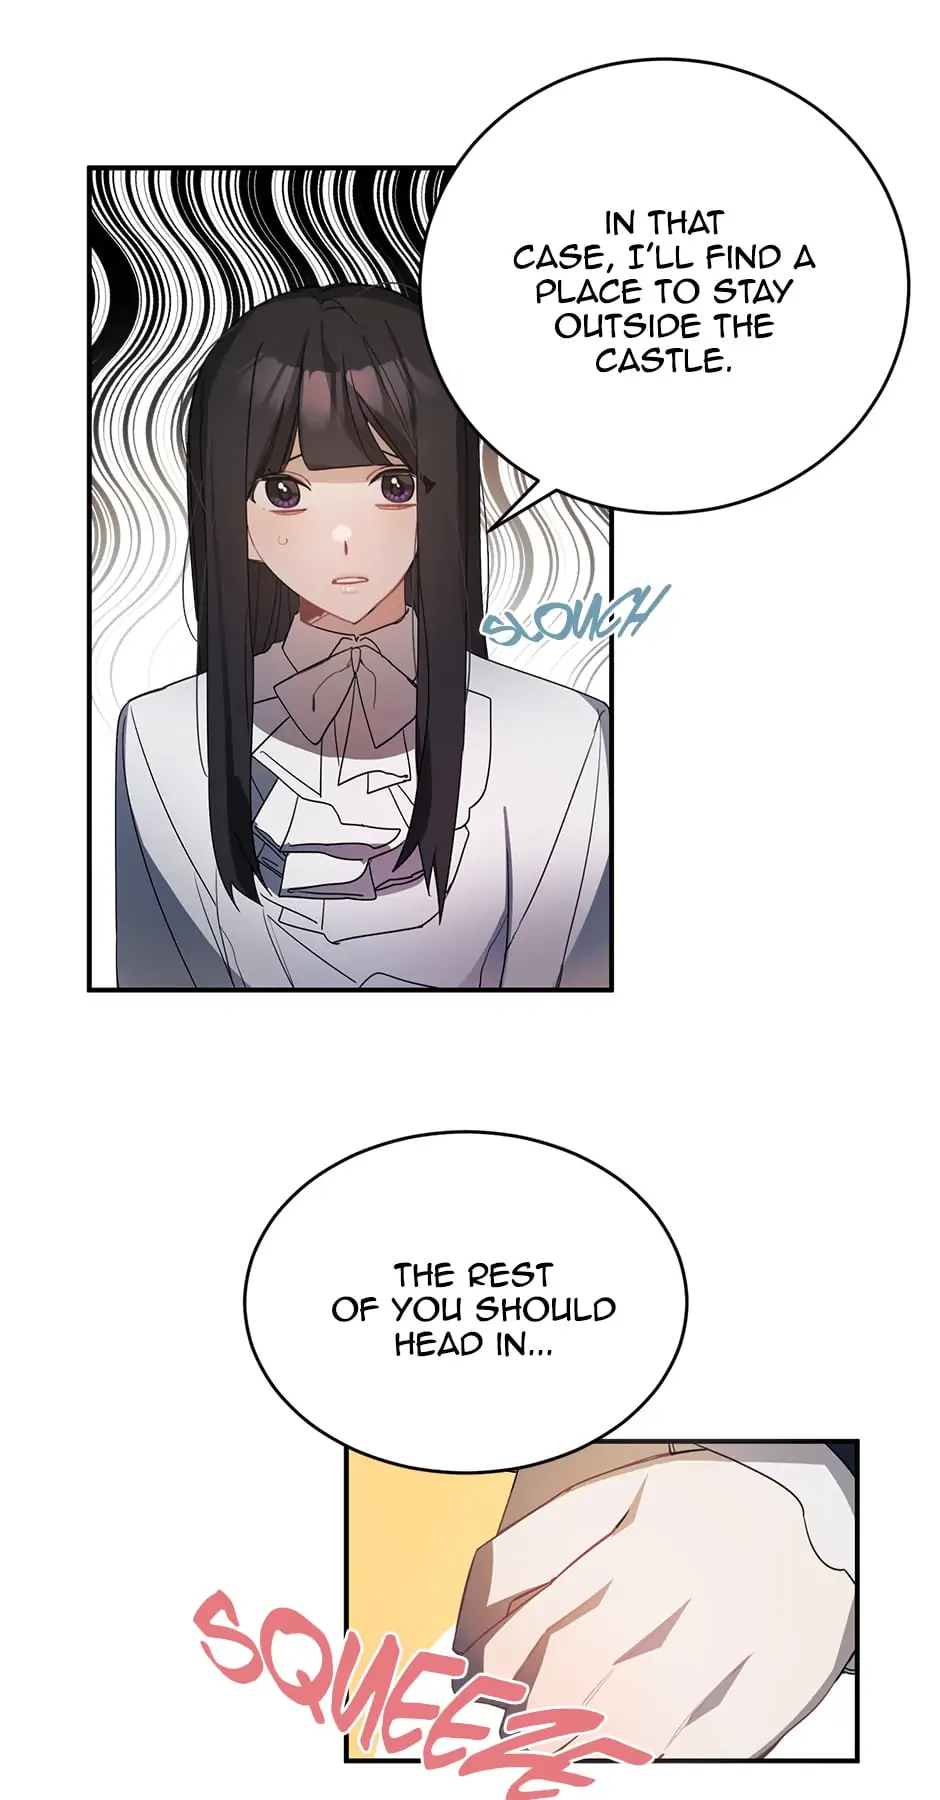 IN THAT
CASE, I'LL FIND A
PLACE TO STAY
OUTSIDE THE
CASTLE.
SLOUCH
THE REST
OF YOU SHOULD
HEAD IN...
SQUEEZE